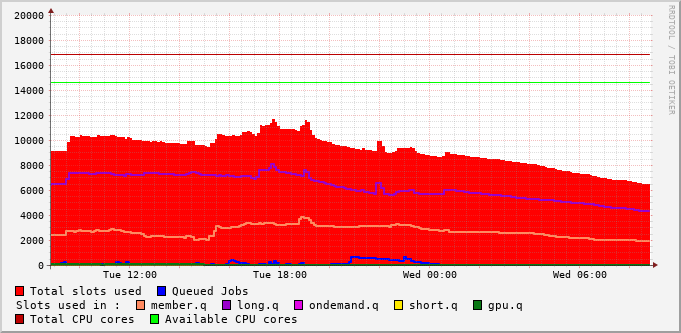 20000
18000
16000
14000
12000
10000
8000
6000
4000
2000
0
Tue 12:00 Tue 18:00 Wed 00:00 Wed 06:00
Total slots used Queued Jobs
Slots used in : member.q long.q ondemand.q short.q gpu.q
Total CPU cores Available CPU cores
RRDTOOL / TOBI OETIKER